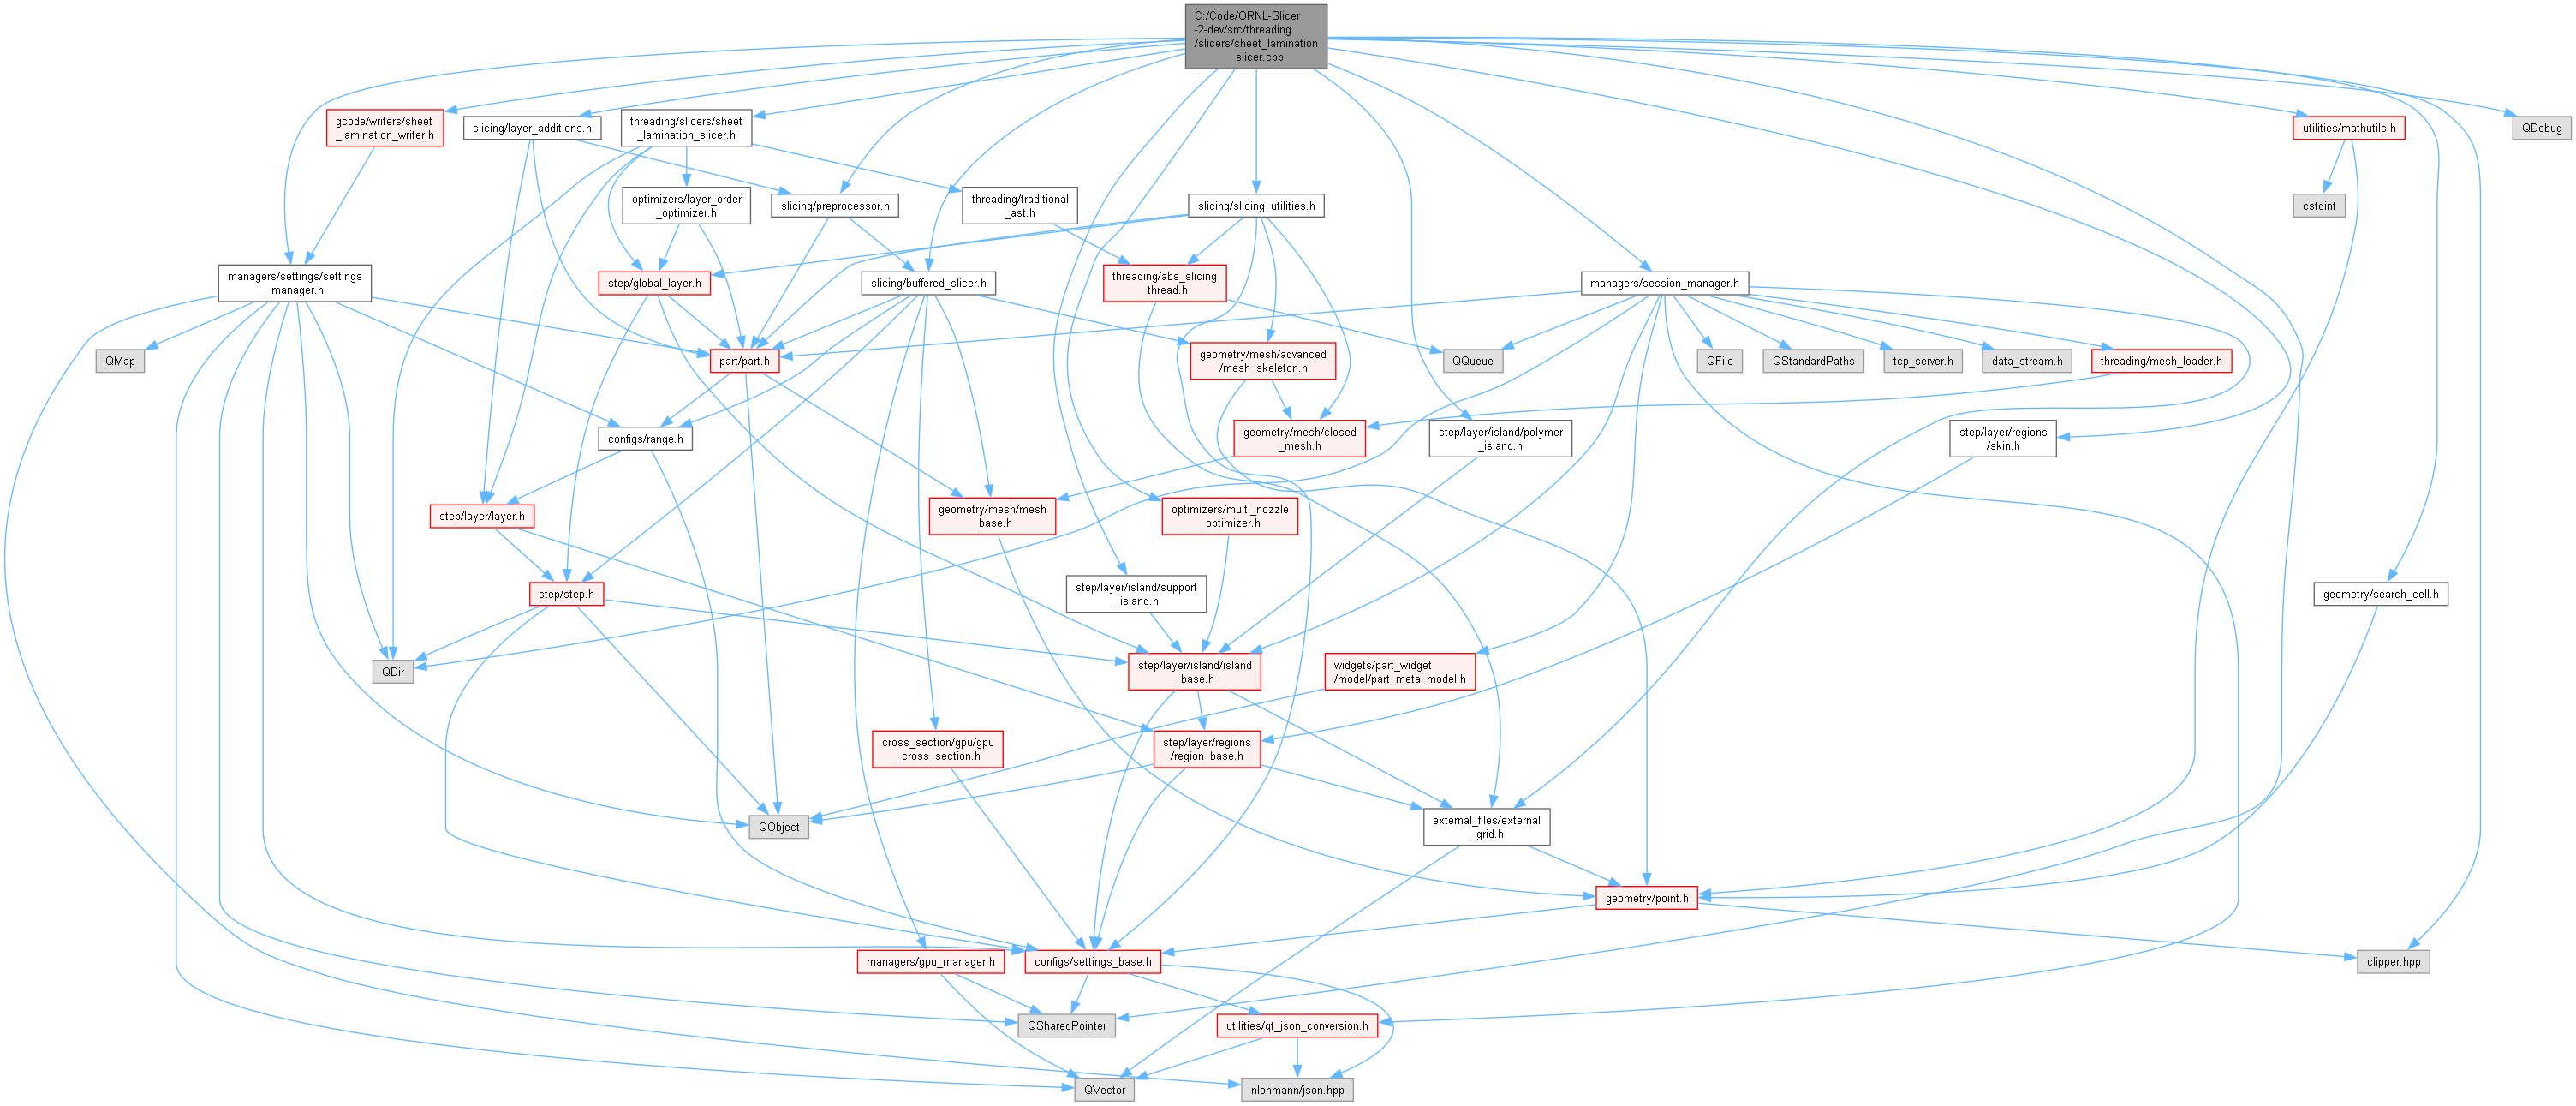 C:/Code/ORNL-Slicer
-2-dev/src/threading
/slicers/sheet_lamination
_slicer.cpp
gcode/writers/sheet
_lamination_writer.h
slicing/layer_additions.h
threading/slicers/sheet
_lamination_slicer.h
utilities/mathutils.h
QDebug
optimizers/layer_order
_optimizer.h
slicing/preprocessor.h
threading/traditional
_ast.h
slicing/slicing_utilities.h
cstdint
managers/settings/settings
_manager.h
step/global_layer.h
slicing/buffered_slicer.h
threading/abs_slicing
_thread.h
managers/session_manager.h
QMap
part/part.h
geometry/mesh/advanced
/mesh_skeleton.h
QQueue
QFile
QStandardPaths
tcp_server.h
data_stream.h
threading/mesh_loader.h
configs/range.h
geometry/mesh/closed
_mesh.h
step/layer/island/polymer
_island.h
step/layer/regions
/skin.h
step/layer/layer.h
geometry/mesh/mesh
_base.h
optimizers/multi_nozzle
_optimizer.h
step/step.h
step/layer/island/support
_island.h
geometry/search_cell.h
QDir
step/layer/island/island
_base.h
widgets/part_widget
/model/part_meta_model.h
cross_section/gpu/gpu
_cross_section.h
step/layer/regions
/region_base.h
QObject
external_files/external
_grid.h
geometry/point.h
managers/gpu_manager.h
configs/settings_base.h
clipper.hpp
QSharedPointer
utilities/qt_json_conversion.h
QVector
nlohmann/json.hpp